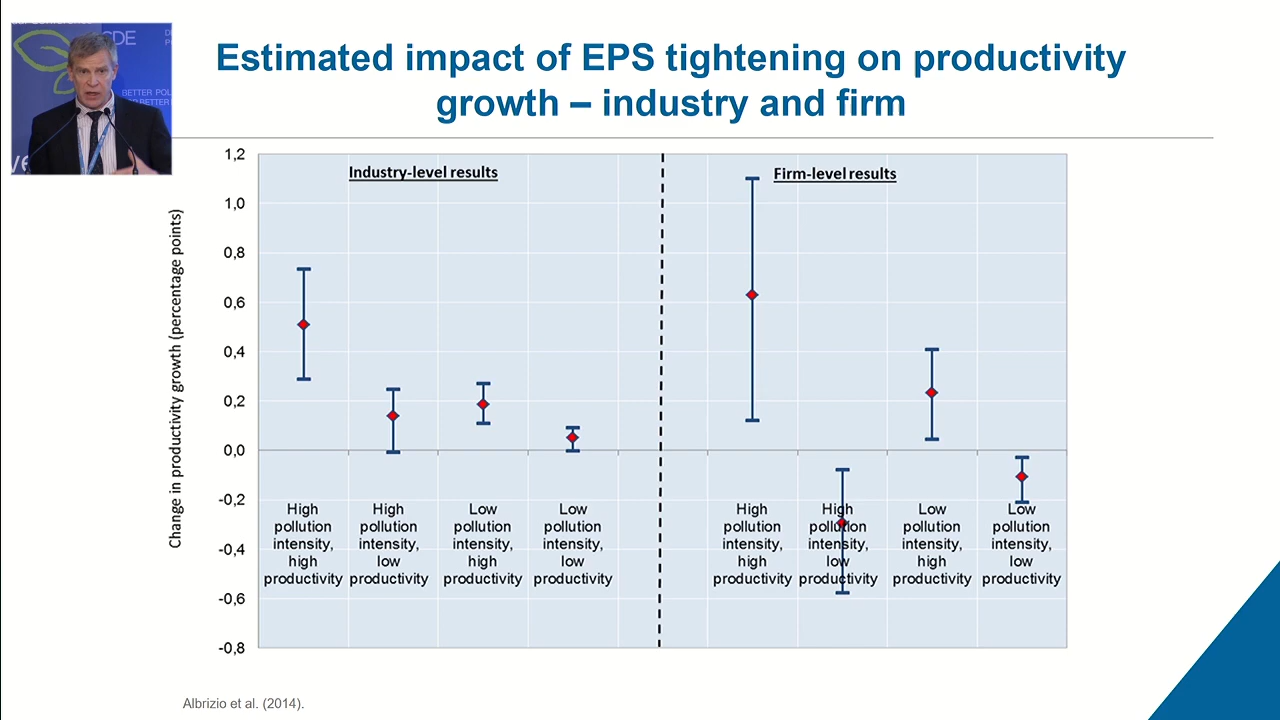 Estimated impact of EPS tightening on productivity
growth – industry and firm
BETTER
Change in productivity growth (percentage points)
1,2
1,0
0,8
0,6
0,4
0,2
0,0
-0,2
-0,4
-0,6
-0,8
Industry-level results
Firm-level results
High
pollution
intensity,
high
productivity
High
pollution
intensity,
low
productivity
Low
pollution
intensity,
high
productivity
Low
pollution
intensity,
low
productivity
High
pollution
intensity,
high
productivity
High
pollution
intensity,
low
productivity
Low
pollution
intensity,
high
productivity
Low
pollution
intensity,
low
productivity
Albrizio et al. (2014).